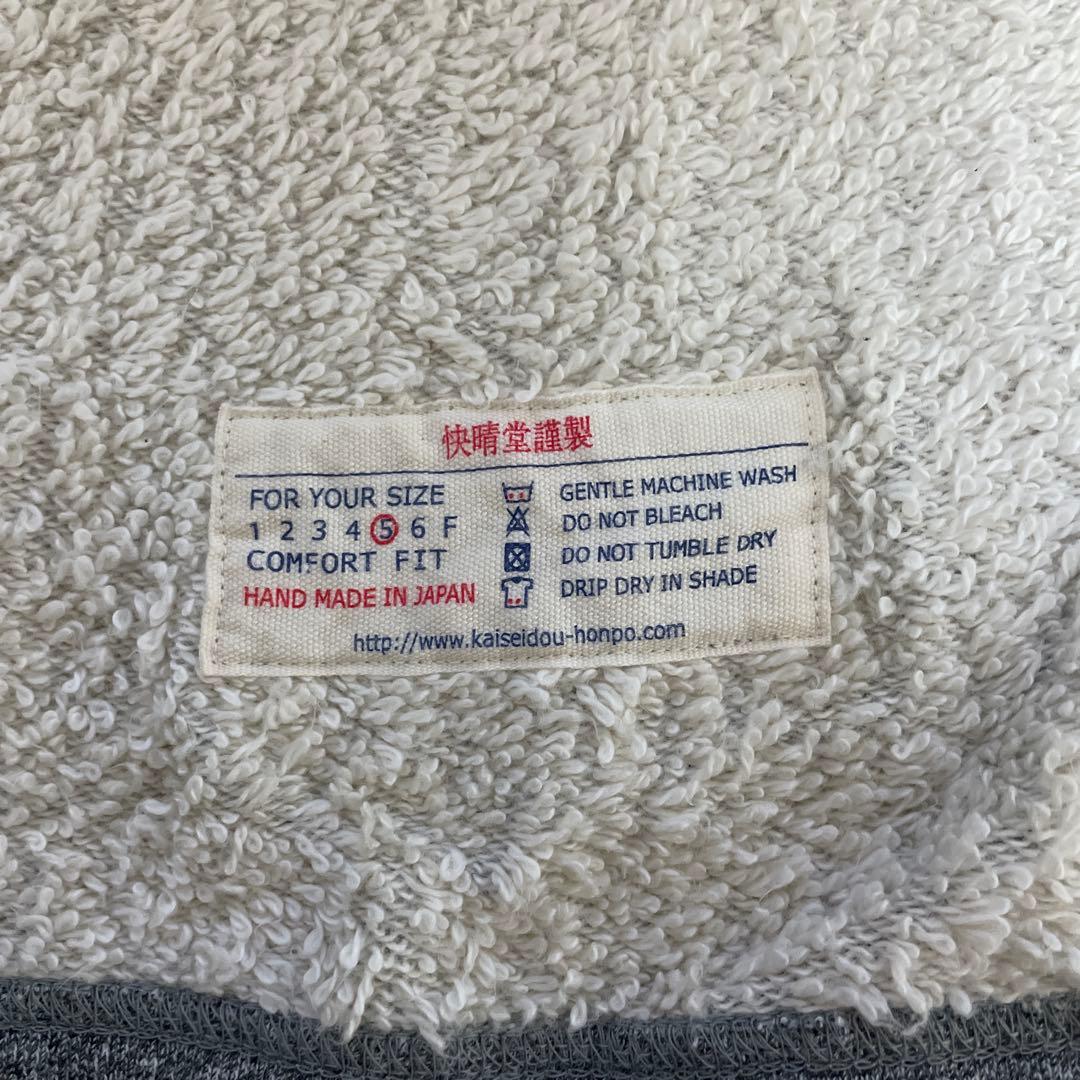 快晴堂謹製
FOR YOUR SIZE
1 2 3 4 5 6 F
COMFORT FIT
HAND MADE IN JAPAN
GENTLE MACHINE WASH
DO NOT BLEACH
DO NOT TUMBLE DRY
DRIP DRY IN SHADE
http://www.kaiseidou-honpo.com